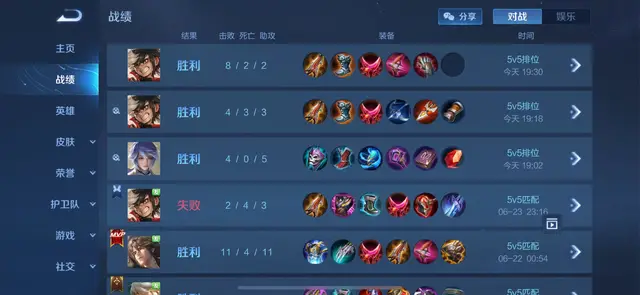 战绩
分享
对战
娱乐
主页
战绩
英雄
皮肤
荣誉
护卫队
游戏
社交
结果
击败 死亡 助攻
装备
时间
胜利
8 / 2 / 2
5v5排位
今天 19:30
胜利
4 / 3 / 3
5v5排位
今天 19:18
胜利
4 / 0 / 5
5v5排位
今天 19:02
失败
2 / 4 / 3
5v5匹配
06-23 23:16
MVP
胜利
11 / 4 / 11
5v5匹配
06-22 00:54